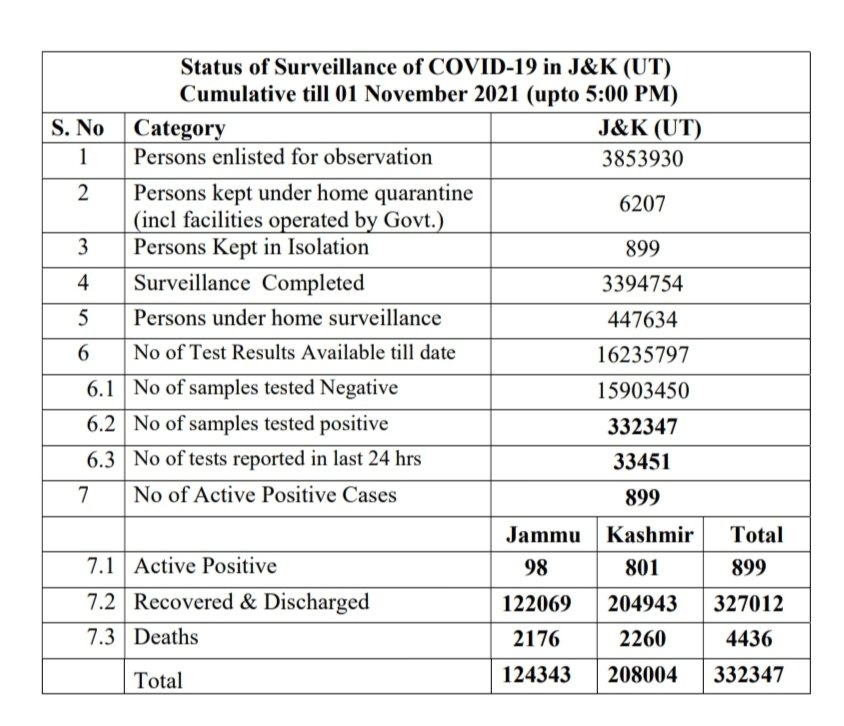 Status of Surveillance of COVID-19 in J&K (UT)
Cumulative till 01 November 2021 (upto 5:00 PM)
S. No Category J&K (UT)
1 Persons enlisted for observation 3853930
2 Persons kept under home quarantine
(incl facilities operated by Govt.) 6207
3 Persons Kept in Isolation 899
4 Surveillance Completed 3394754
5 Persons under home surveillance 447634
6 No of Test Results Available till date 16235797
6.1 No of samples tested Negative 15903450
6.2 No of samples tested positive 332347
6.3 No of tests reported in last 24 hrs 33451
7 No of Active Positive Cases 899
Jammu Kashmir Total
7.1 Active Positive 98 801 899
7.2 Recovered & Discharged 122069 204943 327012
7.3 Deaths 2176 2260 4436
Total 124343 208004 332347